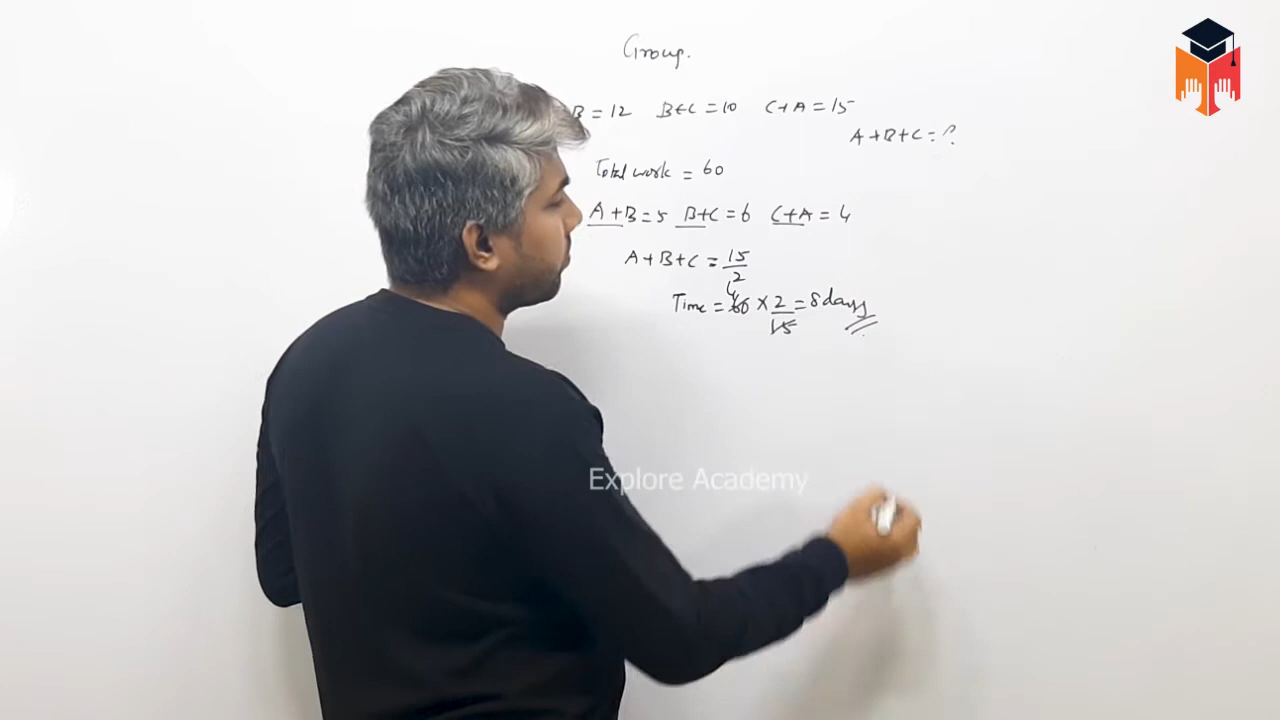 Group.
B = 12 B+C = 10 C+A = 15
A+B+C = ?
Total work = 60
A+B = 5 B+C = 6 C+A = 4
A+B+C = 15/2
Time = 60 × 2/15 = 8 days
Explore Academy